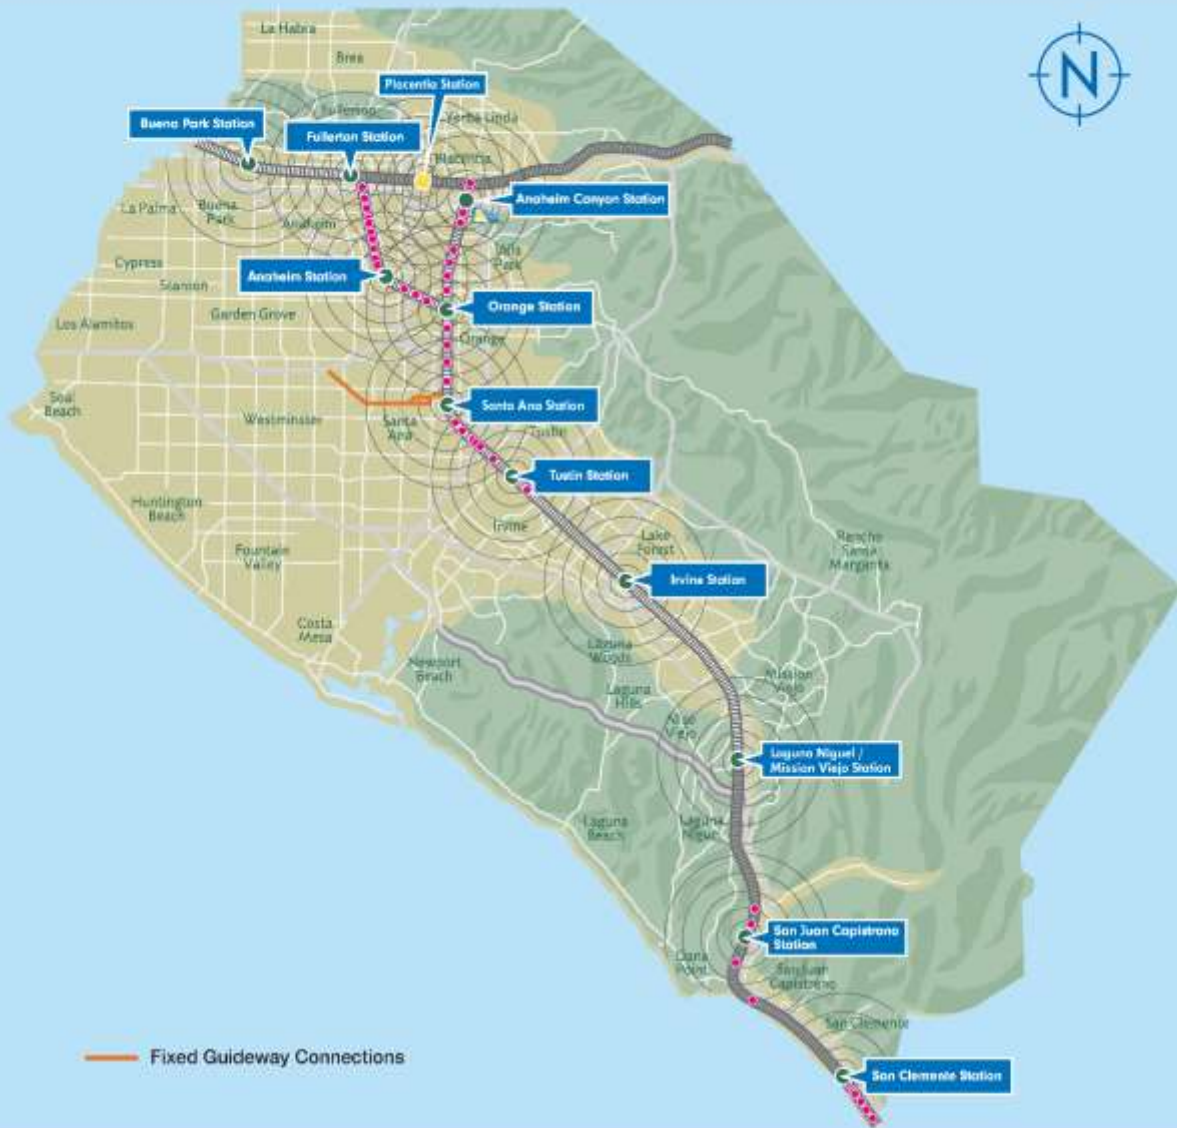 La Habra
Brea
Placentia Station
N
Fullerton
Yorba Linda
Buena Park Station
Fullerton Station
Placentia
La Palma
Buena
Park
Anaheim
Anaheim Canyon Station
Villa
Park
Cypress
Stanton
Anaheim Station
Orange Station
Garden Grove
Los Alamitos
Orange
Seal
Beach
Westminster
Santa
Ana
Santa Ana Station
Tustin
Tustin Station
Huntington
Beach
Irvine
Fountain
Valley
Lake
Forest
Rancho
Santa
Margarita
Irvine Station
Costa
Mesa
Newport
Beach
Laguna
Woods
Laguna
Hills
Mission
Viejo
Aliso
Viejo
Laguna Niguel /
Mission Viejo Station
Laguna
Beach
Laguna
Niguel
San Juan Capistrano
Station
Dana
Point
San Juan
Capistrano
San Clemente
Fixed Guideway Connections
San Clemente Station